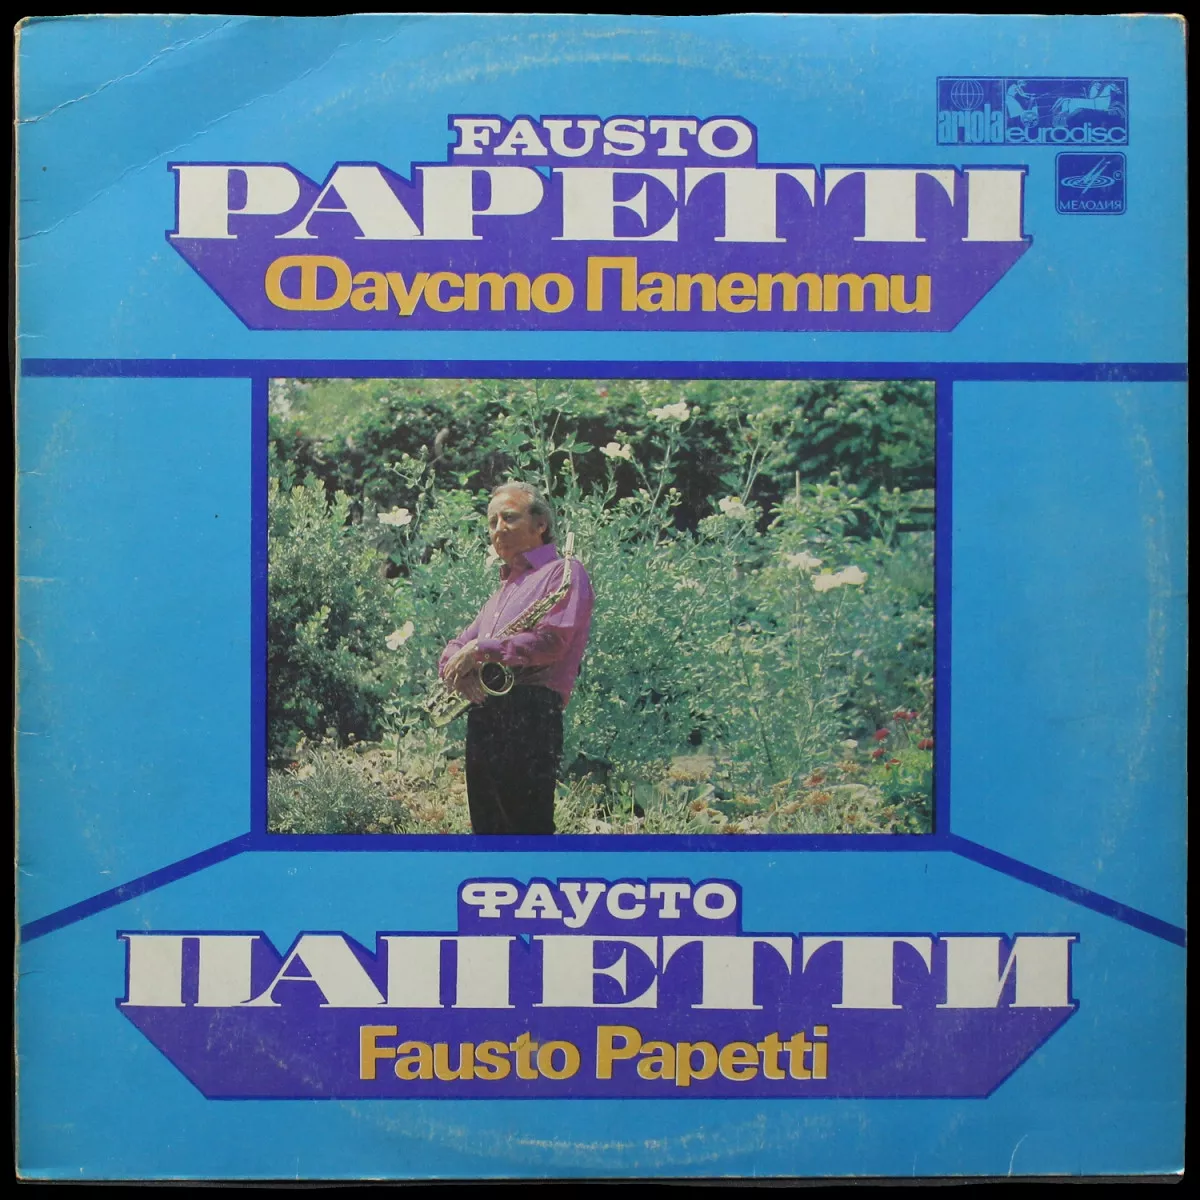 FAUSTO
PAPETTI
Фаусто Папетти
ariola
eurodisc
МЕЛОДИЯ
ФАУСТО
ПАПЕТТИ
Fausto Papetti